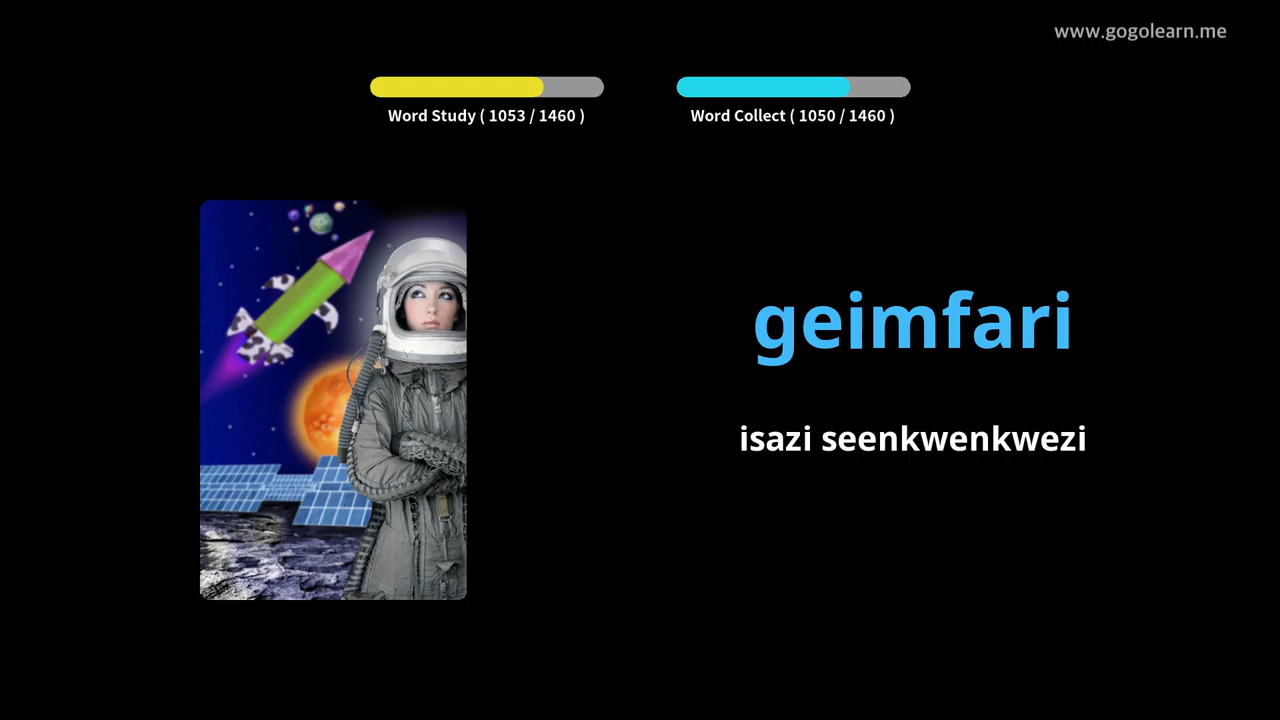 www.gogolearn.me
Word Study ( 1053 / 1460 )
Word Collect ( 1050 / 1460 )
geimfari
isazi seenkwenkwezi